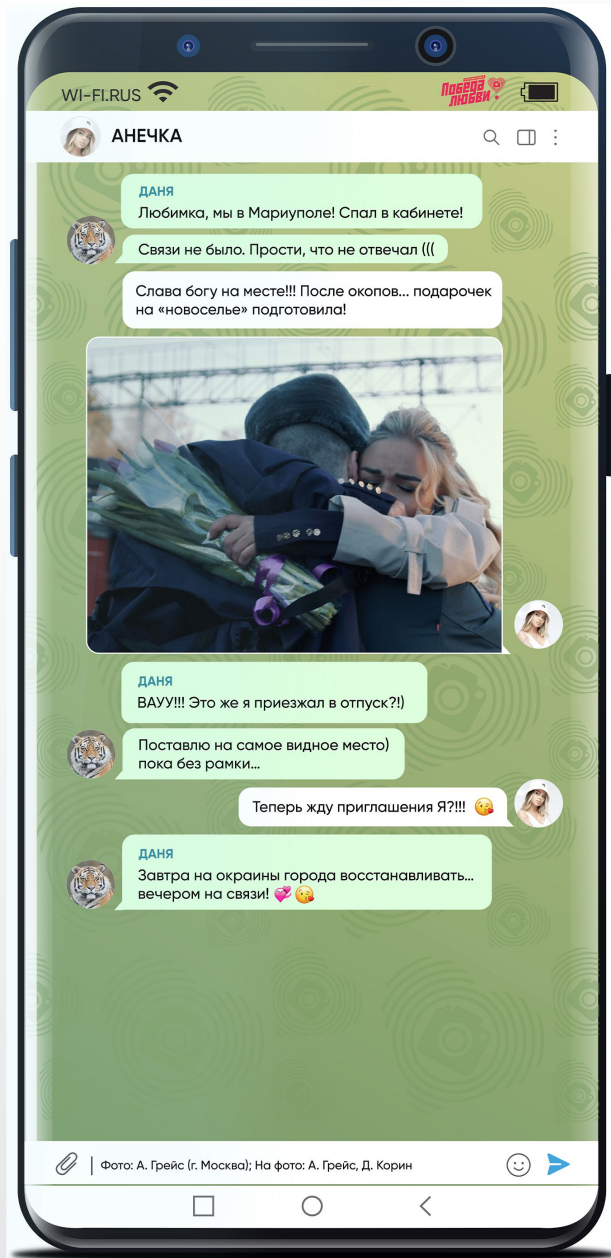 WI-FI.RUS
Победа
любви
АНЕЧКА
ДАНЯ
Любимка, мы в Мариуполе! Спал в кабинете!
Связи не было. Прости, что не отвечал (((
Слава богу на месте!!! После окопов... подарочек
на «новоселье» подготовила!
ДАНЯ
ВАУУ!!! Это же я приезжал в отпуск?!)
Поставлю на самое видное место)
пока без рамки...
Теперь жду приглашения Я?!!! 😘
ДАНЯ
Завтра на окраины города восстанавливать...
вечером на связи! 💞😘
Фото: А. Грейс (г. Москва); На фото: А. Грейс, Д. Корин